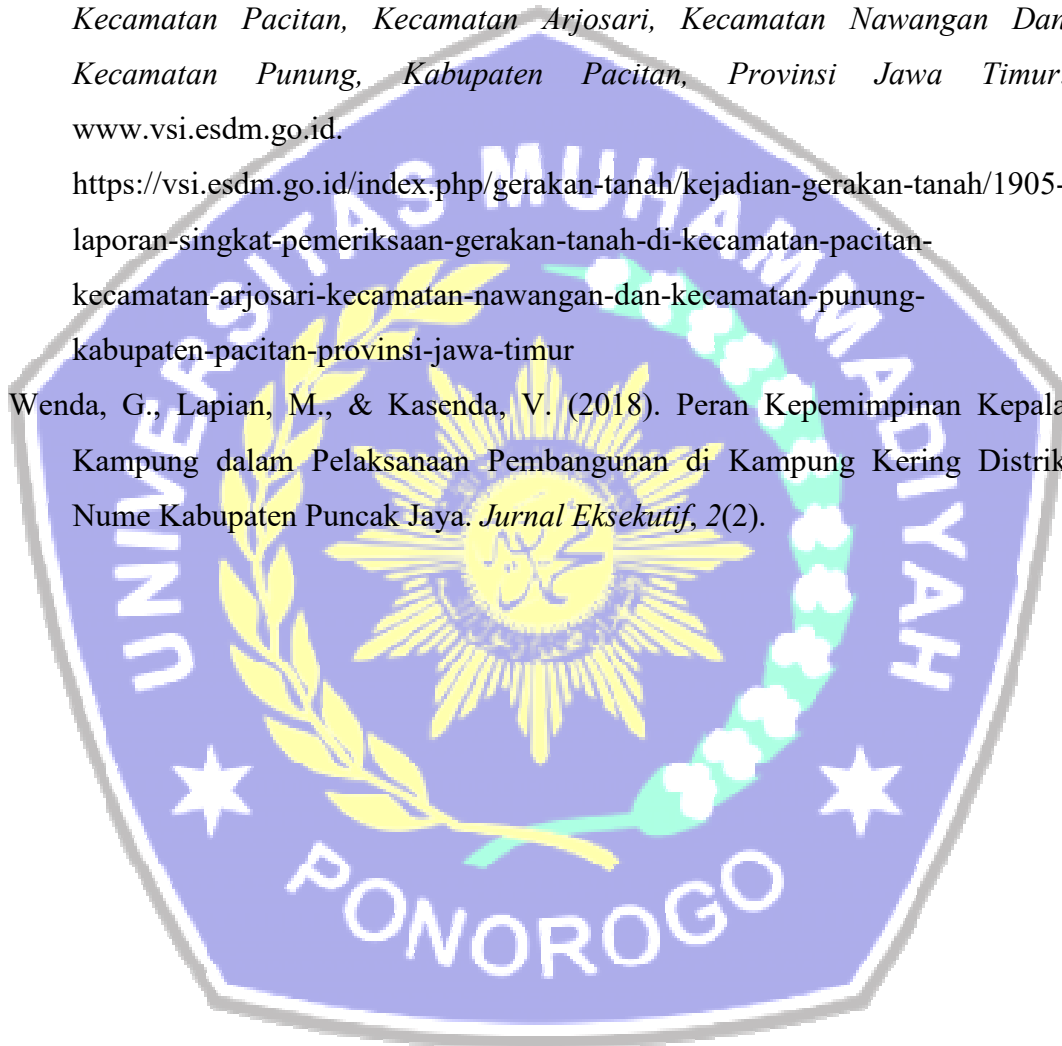 Kecamatan Pacitan, Kecamatan Arjosari, Kecamatan Nawangan Dan
Kecamatan Punung, Kabupaten Pacitan, Provinsi Jawa Timur.
www.vsi.esdm.go.id.
https://vsi.esdm.go.id/index.php/gerakan-tanah/kejadian-gerakan-tanah/1905-
laporan-singkat-pemeriksaan-gerakan-tanah-di-kecamatan-pacitan-
kecamatan-arjosari-kecamatan-nawangan-dan-kecamatan-punung-
kabupaten-pacitan-provinsi-jawa-timur
Wenda, G., Lapian, M., & Kasenda, V. (2018). Peran Kepemimpinan Kepala
Kampung dalam Pelaksanaan Pembangunan di Kampung Kering Distrik
Nume Kabupaten Puncak Jaya. Jurnal Eksekutif, 2(2).
UNIVERSITAS MUHAMMADIYAH
PONOROGO